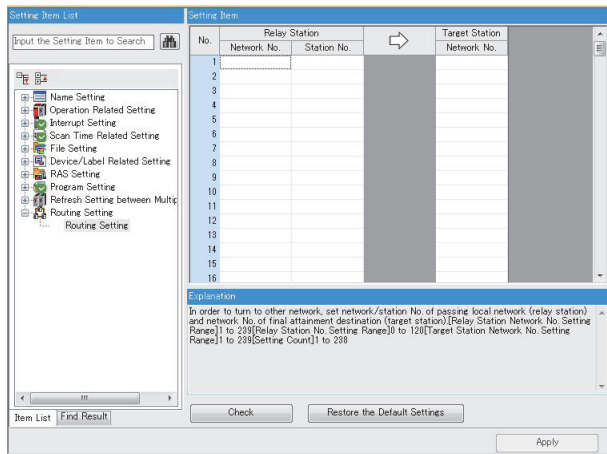 Setting Item List
Input the Setting Item to Search
Name Setting
Operation Related Setting
Interrupt Setting
Scan Time Related Setting
File Setting
Device/Label Related Setting
RAS Setting
Program Setting
Refresh Setting between Multip
Routing Setting
Routing Setting
Item List
Find Result
Setting Item
No.
Relay Station
Target Station
Network No.
Station No.
Network No.
1
2
3
4
5
6
7
8
9
10
11
12
13
14
15
16
Explanation
In order to turn to other network, set network/station No. of passing local network (relay station)
and network No. of final attainment destination (target station).[Relay Station Network No. Setting
Range]1 to 239[Relay Station No. Setting Range]0 to 120[Target Station Network No. Setting
Range]1 to 239[Setting Count]1 to 238
Check
Restore the Default Settings
Apply